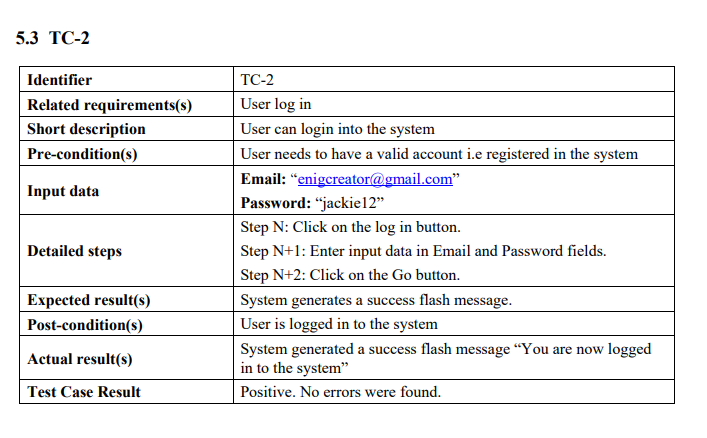 5.3 TC-2
Identifier TC-2
Related requirements(s) User log in
Short description User can login into the system
Pre-condition(s) User needs to have a valid account i.e registered in the system
Input data
Email: “enigcreator@gmail.com”
Password: “jackie12”
Detailed steps
Step N: Click on the log in button.
Step N+1: Enter input data in Email and Password fields.
Step N+2: Click on the Go button.
Expected result(s) System generates a success flash message.
Post-condition(s) User is logged in to the system
Actual result(s)
System generated a success flash message “You are now logged
in to the system”
Test Case Result Positive. No errors were found.